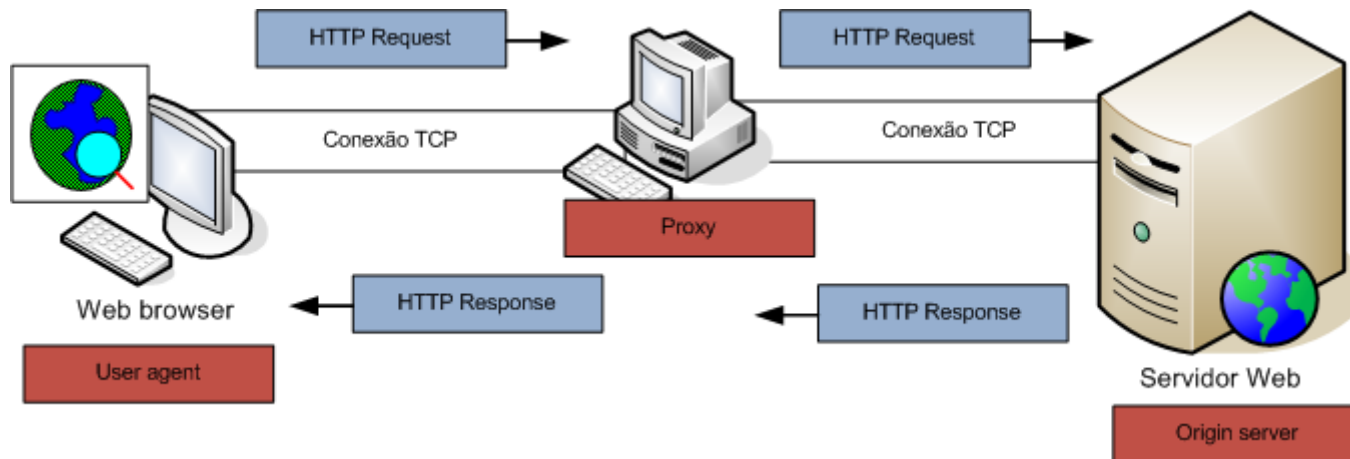 HTTP Request
HTTP Request
Conexão TCP
Conexão TCP
Proxy
HTTP Response
HTTP Response
Web browser
User agent
Servidor Web
Origin server